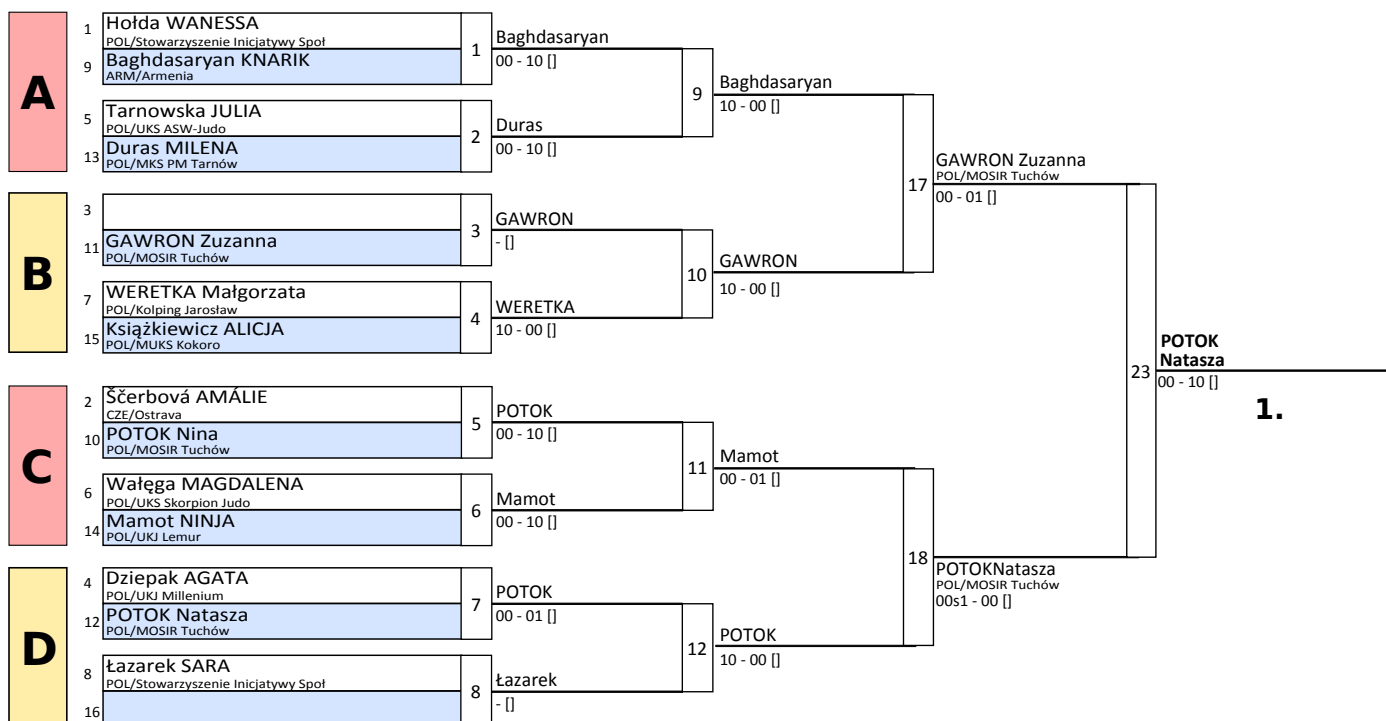 A
1 Hołda WANESSA
POL/Stowarzyszenie Inicjatywy Społ
9 Baghdasaryan KNARIK
ARM/Armenia
1
Baghdasaryan
00 - 10 []
5 Tarnowska JULIA
POL/UKS ASW-Judo
13 Duras MILENA
POL/MKS PM Tarnów
2
Duras
00 - 10 []
9
Baghdasaryan
10 - 00 []
B
3
11 GAWRON Zuzanna
POL/MOSIR Tuchów
3
GAWRON
- []
7 WERETKA Małgorzata
POL/Kolping Jarosław
15 Książkiewicz ALICJA
POL/MUKS Kokoro
4
WERETKA
10 - 00 []
10
GAWRON
10 - 00 []
17
GAWRON Zuzanna
POL/MOSIR Tuchów
00 - 01 []
C
2 Ščerbová AMÁLIE
CZE/Ostrava
10 POTOK Nina
POL/MOSIR Tuchów
5
POTOK
00 - 10 []
6 Wałęga MAGDALENA
POL/UKS Skorpion Judo
14 Mamot NINJA
POL/UKJ Lemur
6
Mamot
00 - 10 []
11
Mamot
00 - 01 []
D
4 Dziepak AGATA
POL/UKJ Millenium
12 POTOK Natasza
POL/MOSIR Tuchów
7
POTOK
00 - 01 []
8 Łazarek SARA
POL/Stowarzyszenie Inicjatywy Społ
16
8
Łazarek
- []
12
POTOK
10 - 00 []
18
POTOKNatasza
POL/MOSIR Tuchów
00s1 - 00 []
23
POTOK
Natasza
00 - 10 []
1.